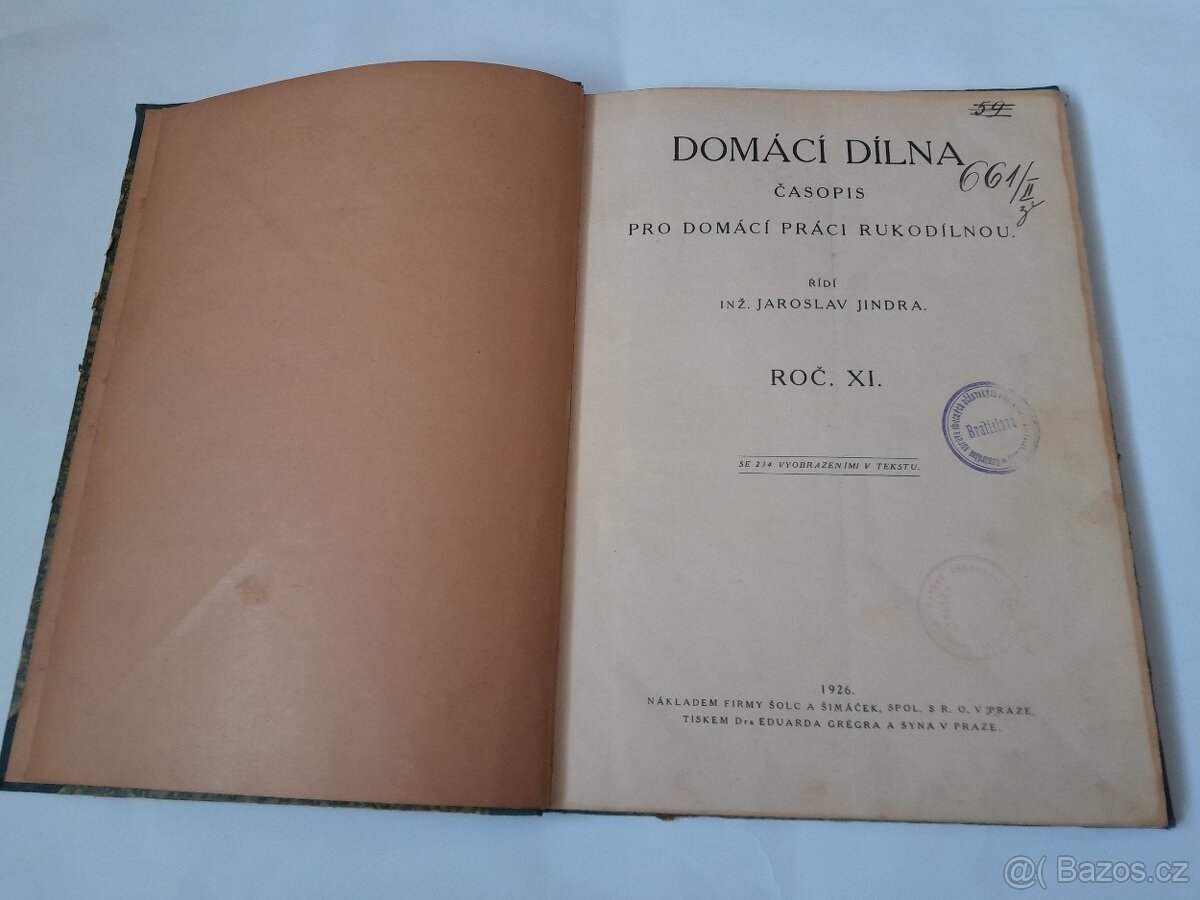 59
DOMÁCÍ DÍLNA
661/II
ČASOPIS
PRO DOMÁCÍ PRÁCI RUKODÍLNOU.
ŘÍDÍ
INŽ. JAROSLAV JINDRA.
ROČ. XI.
Bratislava
SE 234 VYOBRAZENÍMI V TEKSTU.
1926.
NÁKLADEM FIRMY ŠOLC A ŠIMÁČEK, SPOL. S R. O. V PRAZE.
TISKEM Dra EDUARDA GRÉGRA A SYNA V PRAZE.
@( Bazos.cz